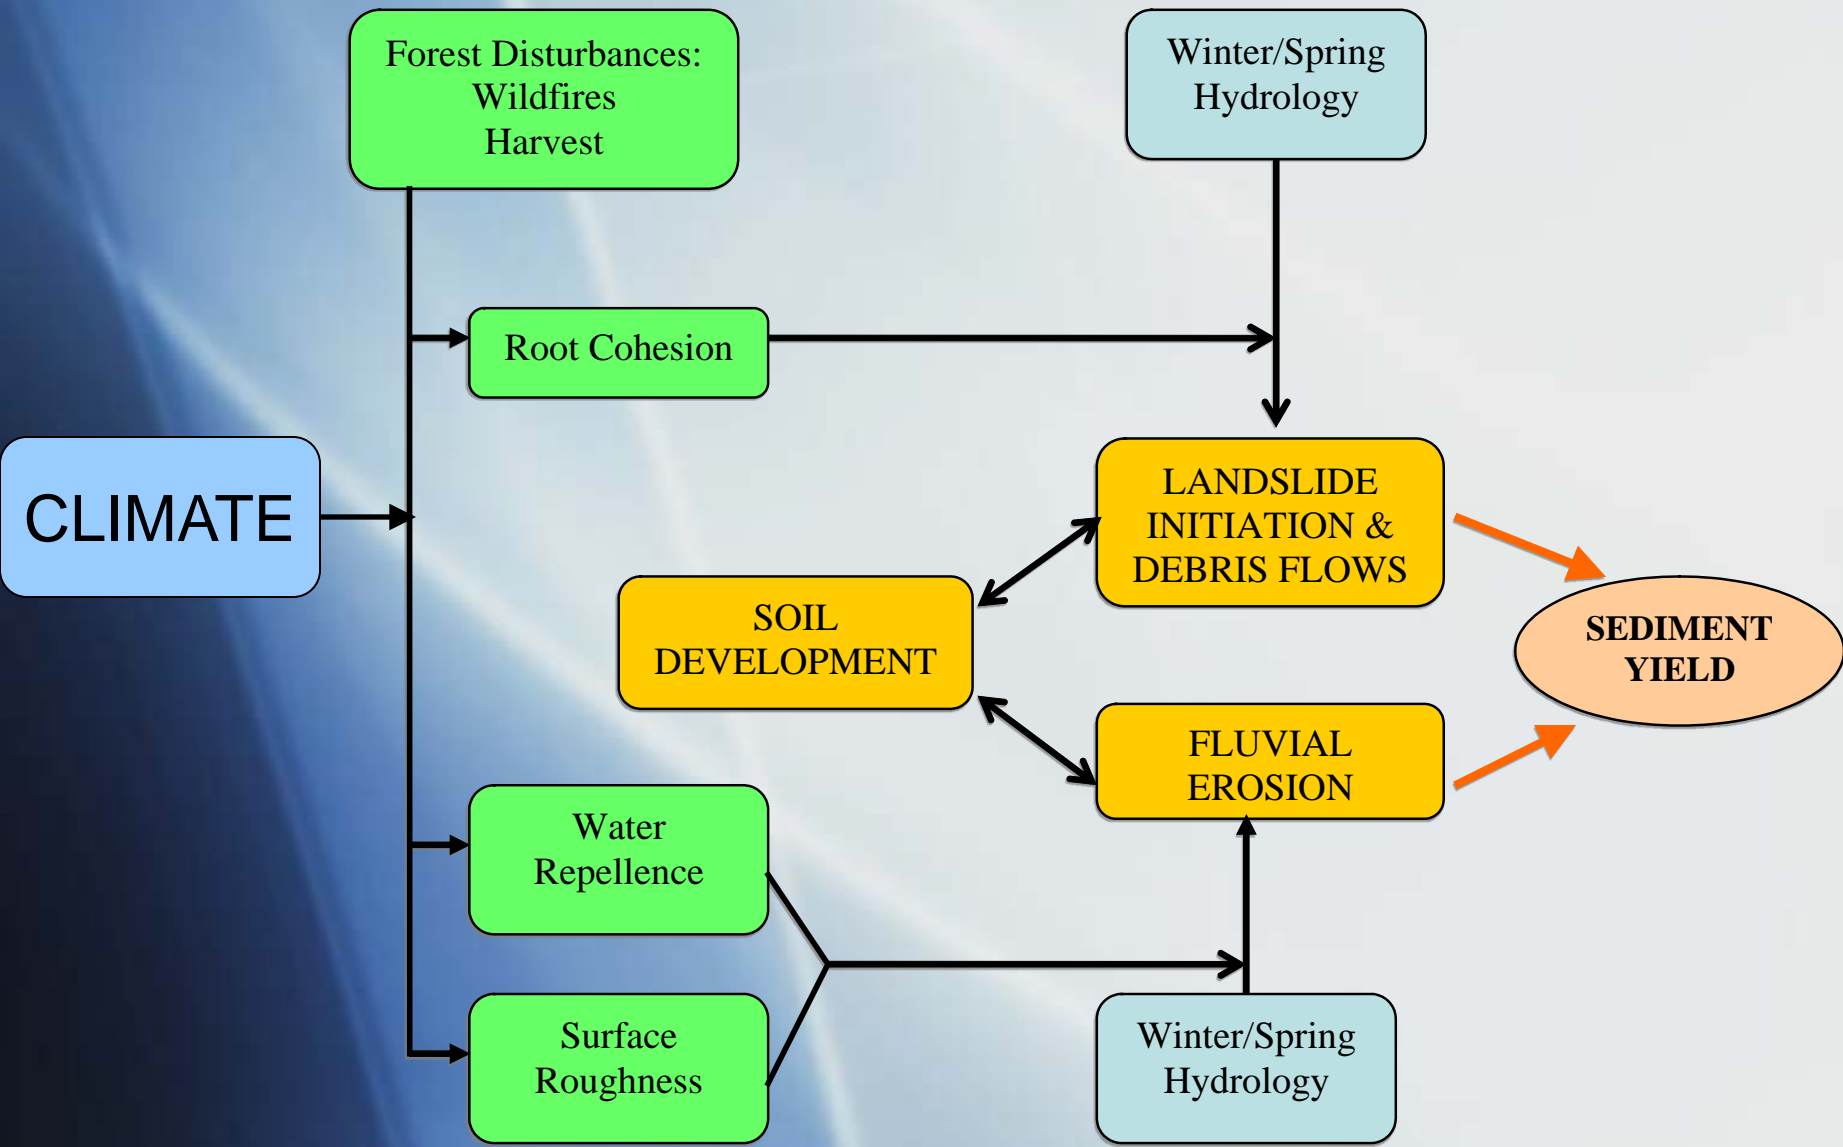 Forest Disturbances:
Wildfires
Harvest
Winter/Spring
Hydrology
Root Cohesion
CLIMATE
LANDSLIDE
INITIATION &
DEBRIS FLOWS
SOIL
DEVELOPMENT
SEDIMENT
YIELD
FLUVIAL
EROSION
Water
Repellence
Surface
Roughness
Winter/Spring
Hydrology